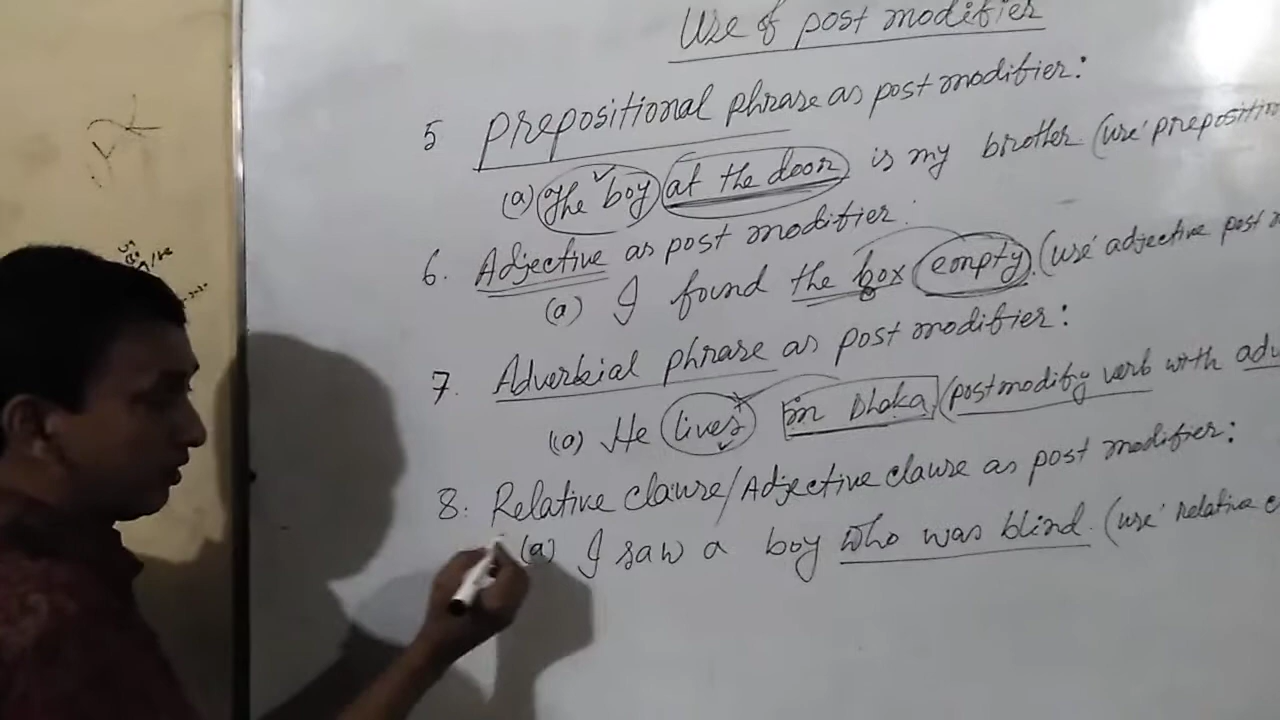 Use of post modifier
5 Prepositional phrase as post modifier:
(a) The boy at the door is my brother. (use preposition
6. Adjective as post modifier:
(a) I found the box empty. (use adjective post
7. Adverbial phrase as post modifier:
(a) He lives in Dhaka. (postmodify verb with adv
8. Relative clause/Adjective clause as post modifier:
(a) I saw a boy who was blind. (use relative c